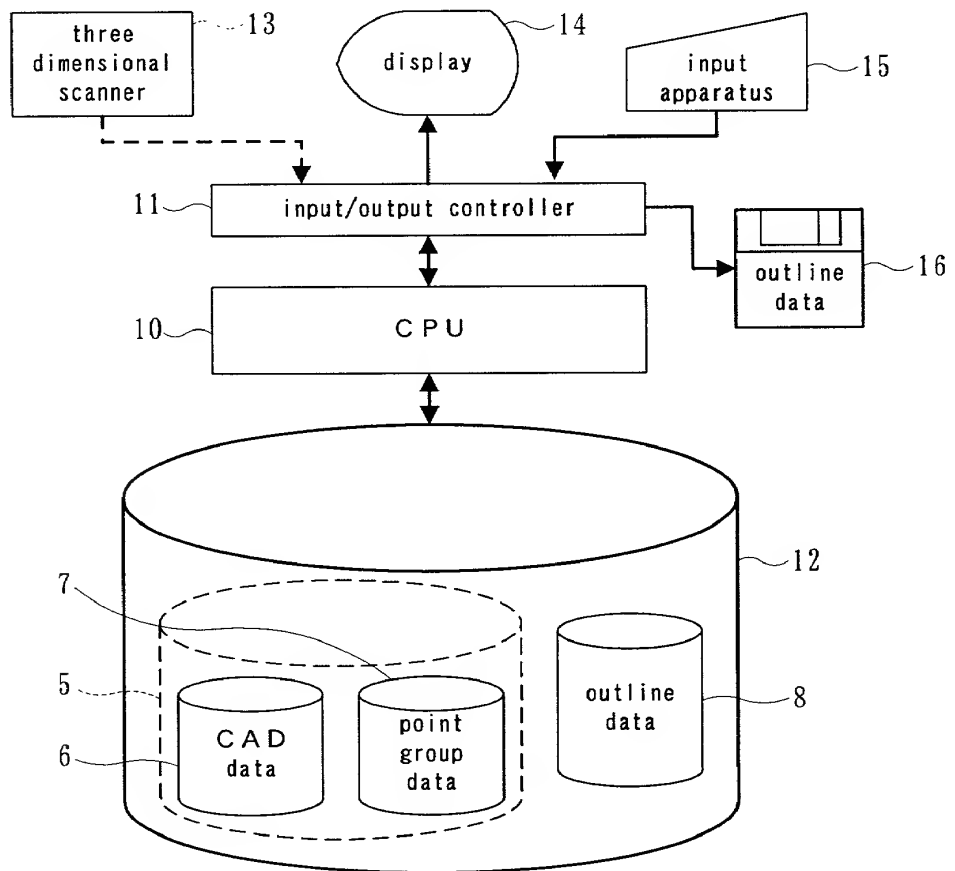 three
dimensional
scanner
13
display
14
input
apparatus
15
11
input/output controller
outline
data
16
10
CPU
12
7
5
CAD
data
6
point
group
data
outline
data
8